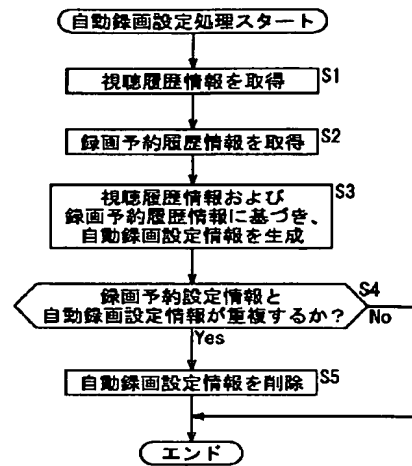 自動録画設定処理スタート
視聴履歴情報を取得
S1
録画予約履歴情報を取得
S2
視聴履歴情報および
録画予約履歴情報に基づき、
自動録画設定情報を生成
S3
録画予約設定情報と
自動録画設定情報が重複するか?
S4
No
Yes
自動録画設定情報を削除
S5
エンド